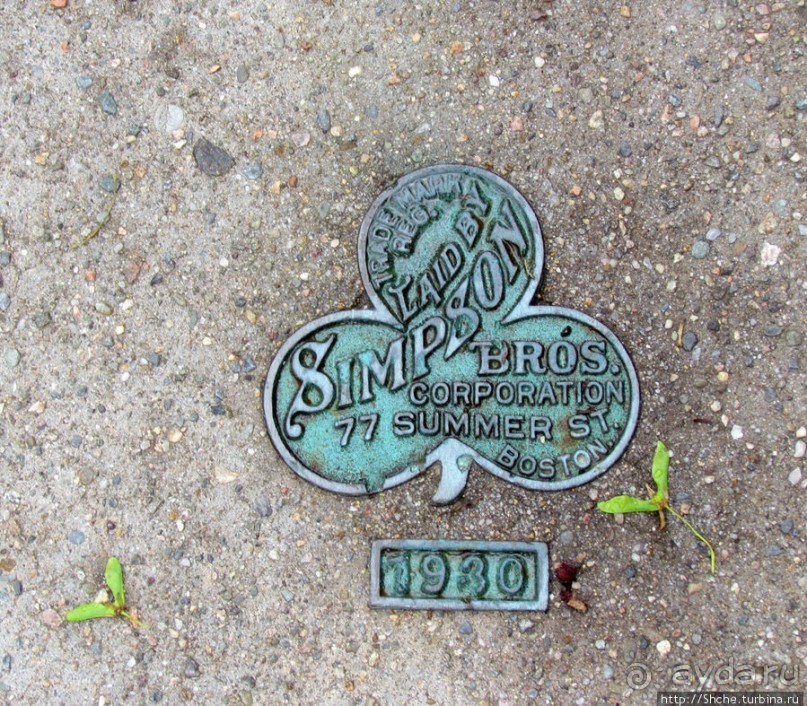 TRADE MARK
REG.
LAID BY
SIMPSON
BROS.
CORPORATION
77 SUMMER ST.
BOSTON.
1930
@ ayda.ru
http://Shche.turbina.ru